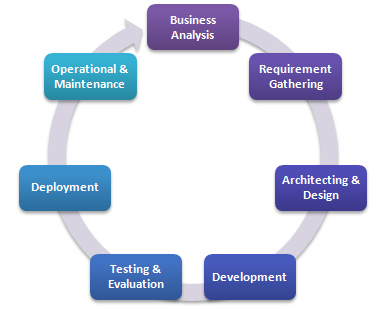 Business
Analysis
Requirement
Gathering
Architecting &
Design
Development
Testing &
Evaluation
Deployment
Operational &
Maintenance